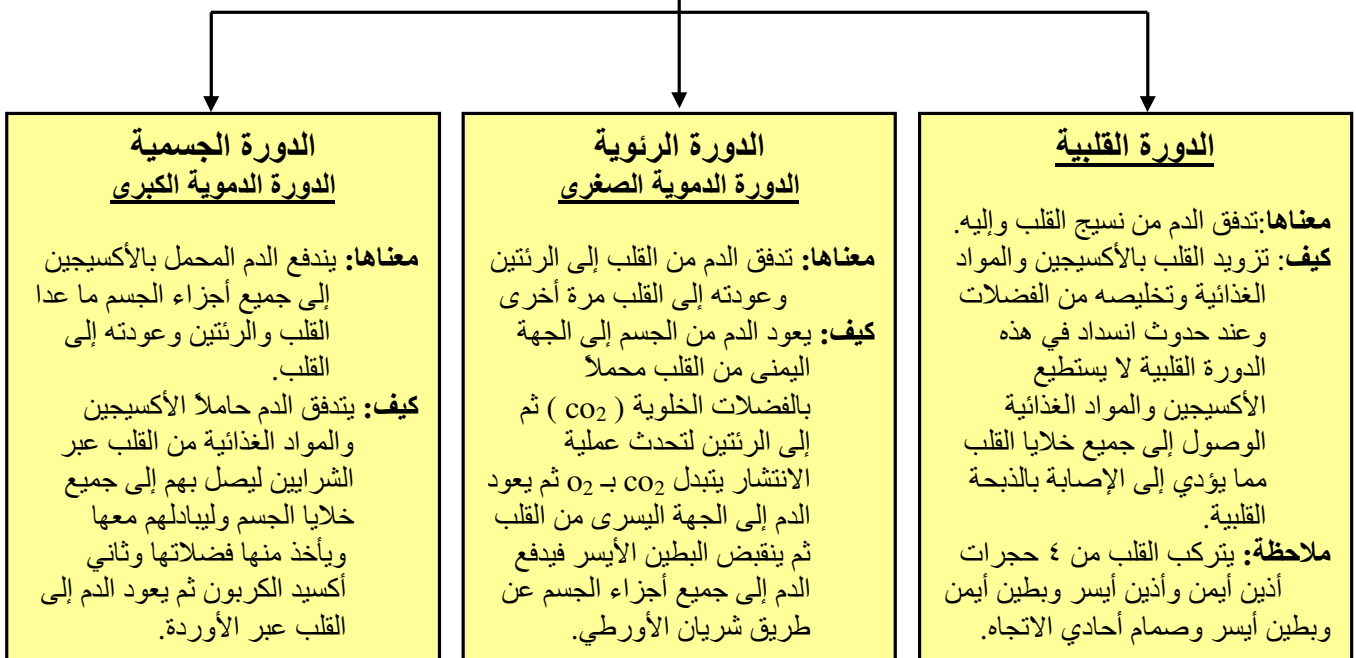 الدورة القلبية
معناها:تدفق الدم من نسيج القلب وإليه.
كيف: تزويد القلب بالأكسيجين والمواد
الغذائية وتخليصه من الفضلات
وعند حدوث انسداد في هذه
الدورة القلبية لا يستطيع
الأكسيجين والمواد الغذائية
الوصول إلى جميع خلايا القلب
مما يؤدي إلى الإصابة بالذبحة
القلبية.
ملاحظة: يتركب القلب من ٤ حجرات
أذين أيمن وأذين أيسر وبطين أيمن
وبطين أيسر وصمام أحادي الاتجاه.
الدورة الرئوية
الدورة الدموية الصغرى
معناها: تدفق الدم من القلب إلى الرئتين
وعودته إلى القلب مرة أخرى
كيف: يعود الدم من الجسم إلى الجهة
اليمنى من القلب محملاً
بالفضلات الخلوية ( co₂ ) ثم
إلى الرئتين لتحدث عملية
الانتشار يتبدل co₂ بـ o₂ ثم يعود
الدم إلى الجهة اليسرى من القلب
ثم ينقبض البطين الأيسر فيدفع
الدم إلى جميع أجزاء الجسم عن
طريق شريان الأورطي.
الدورة الجسمية
الدورة الدموية الكبرى
معناها: يندفع الدم المحمل بالأكسيجين
إلى جميع أجزاء الجسم ما عدا
القلب والرئتين وعودته إلى
القلب.
كيف: يتدفق الدم حاملاً الأكسيجين
والمواد الغذائية من القلب عبر
الشرايين ليصل بهم إلى جميع
خلايا الجسم وليبادلهم معها
ويأخذ منها فضلاتها وثاني
أكسيد الكربون ثم يعود الدم إلى
القلب عبر الأوردة.